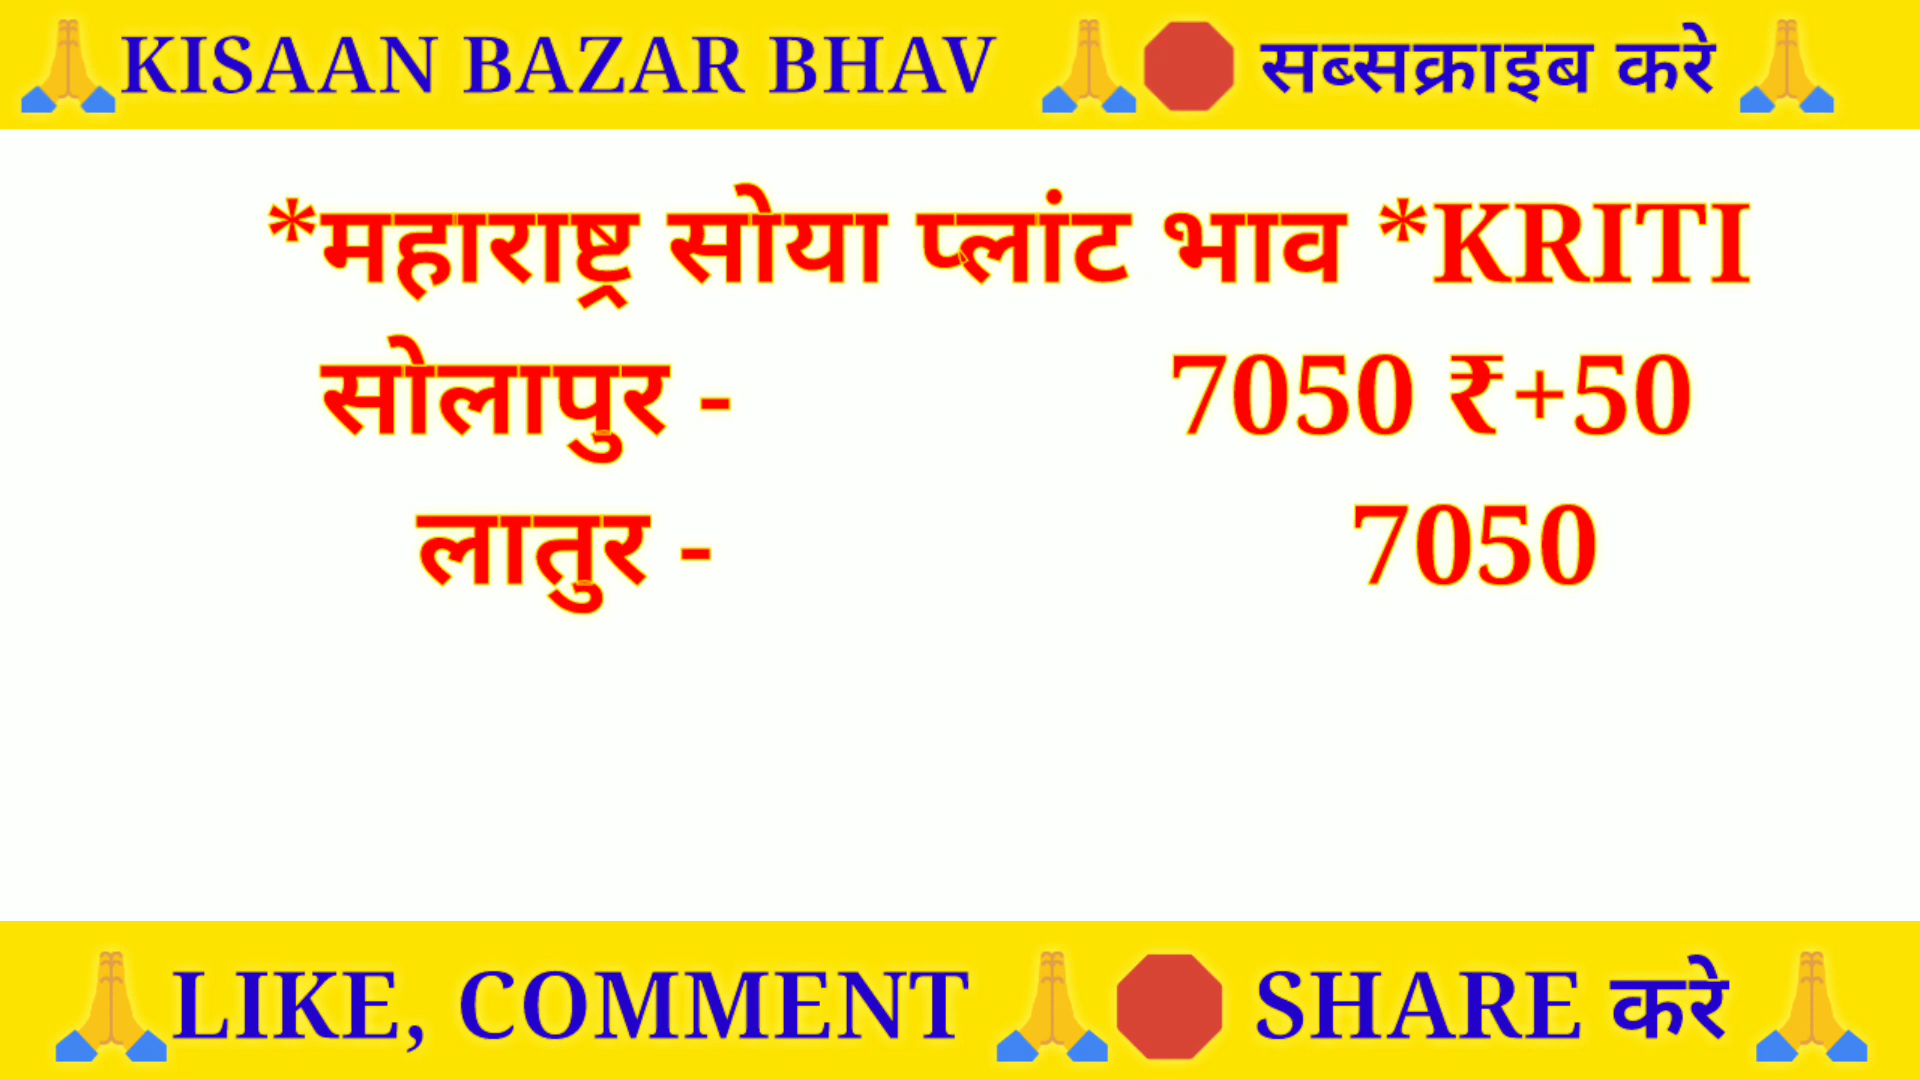 🙏KISAAN BAZAR BHAV 🙏🛑 सब्सक्राइब करे 🙏
*महाराष्ट्र सोया प्लांट भाव *KRITI
सोलापुर - 7050 ₹+50
लातुर - 7050
🙏LIKE, COMMENT 🙏🛑 SHARE करे 🙏